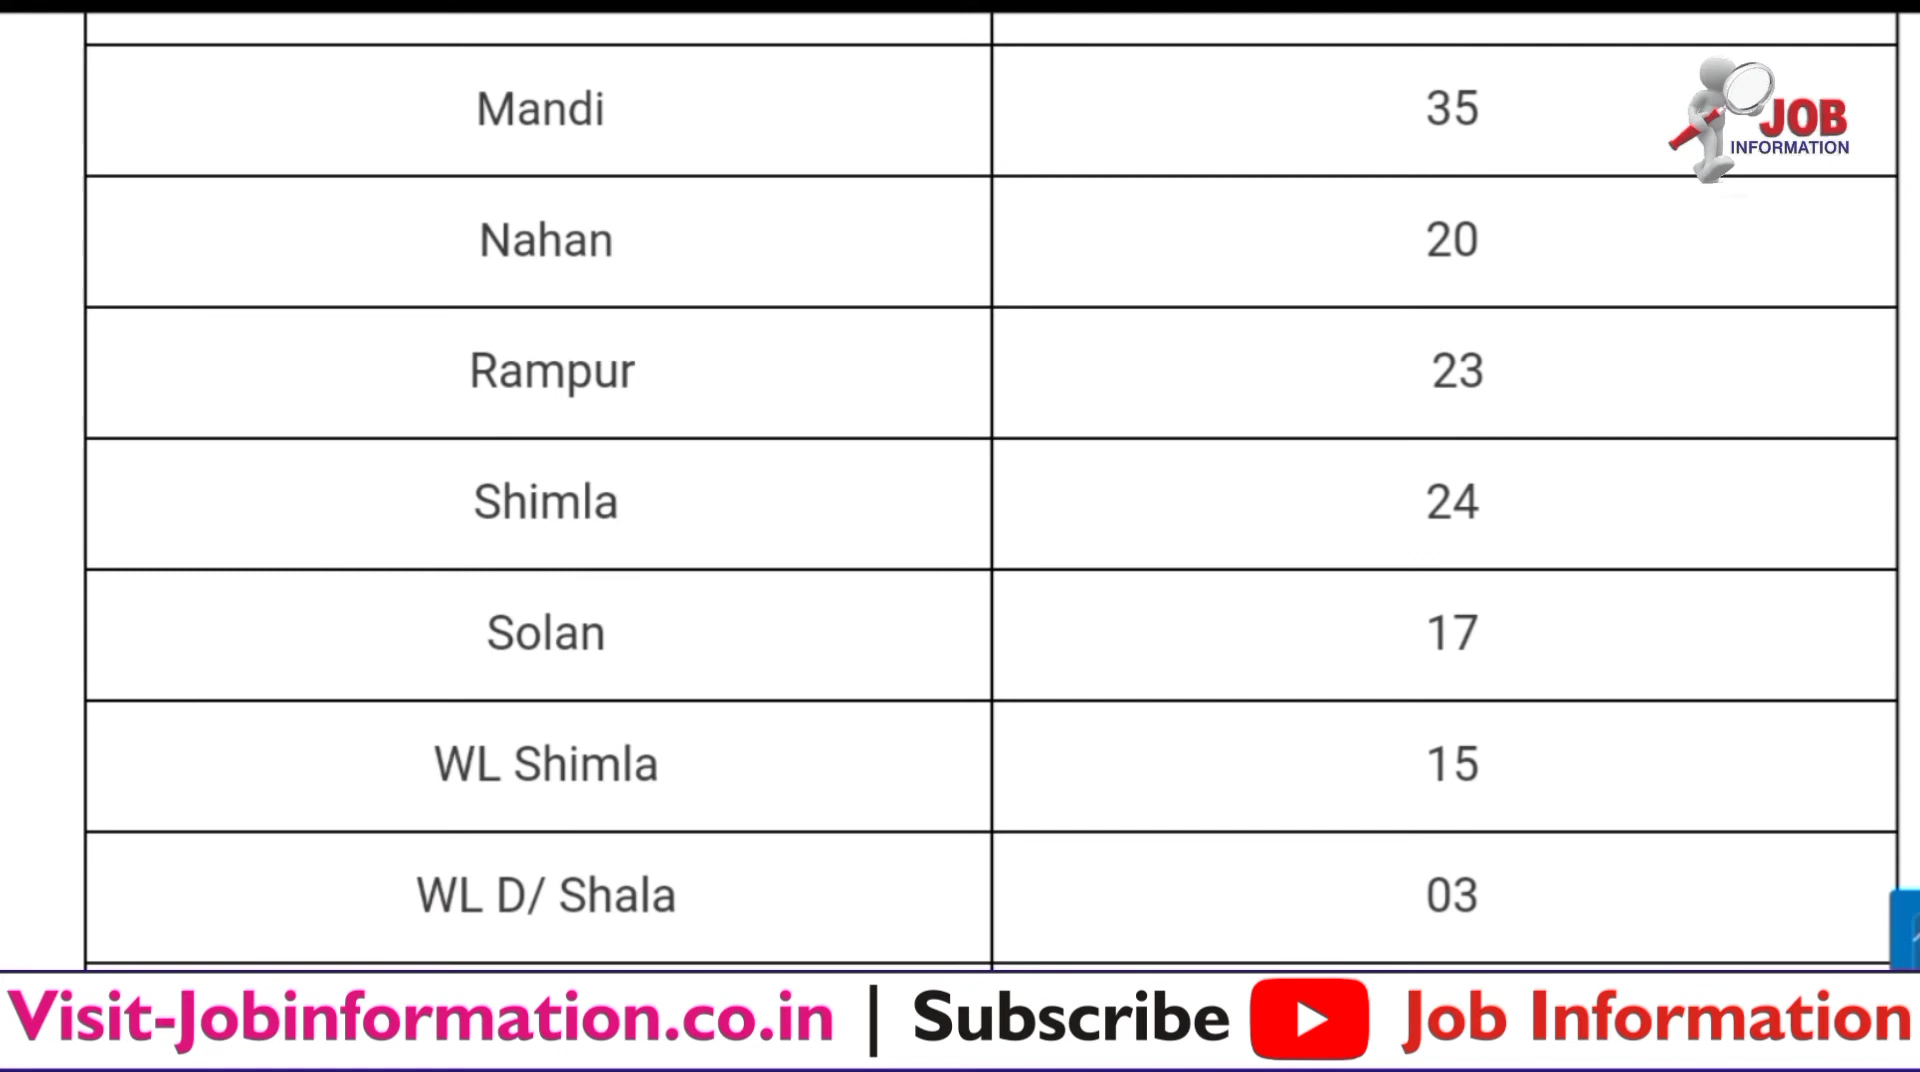 Mandi 35
JOB
INFORMATION
Nahan 20
Rampur 23
Shimla 24
Solan 17
WL Shimla 15
WL D/ Shala 03
Visit-Jobinformation.co.in | Subscribe Job Information